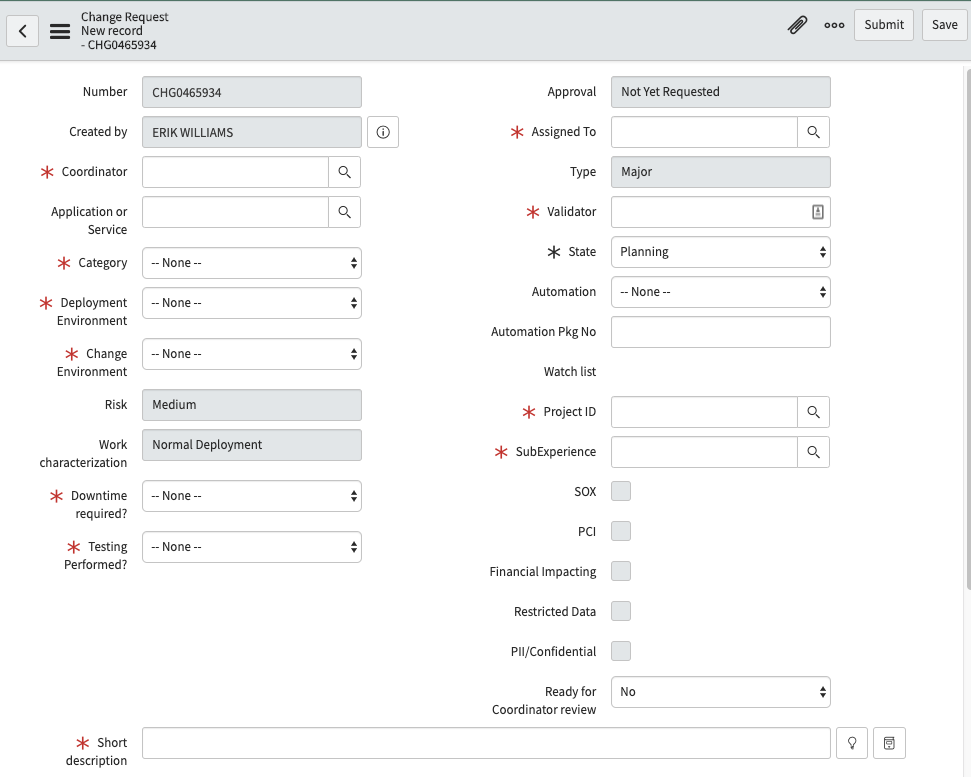 Change Request
New record
- CHG0465934
Submit
Save
Number
CHG0465934
Created by
ERIK WILLIAMS
* Coordinator
Application or
Service
* Category
-- None --
* Deployment
Environment
-- None --
* Change
Environment
-- None --
Risk
Medium
Work
characterization
Normal Deployment
* Downtime
required?
-- None --
* Testing
Performed?
-- None --
Approval
Not Yet Requested
* Assigned To
Type
Major
* Validator
* State
Planning
Automation
-- None --
Automation Pkg No
Watch list
* Project ID
* SubExperience
SOX
PCI
Financial Impacting
Restricted Data
PII/Confidential
Ready for
Coordinator review
No
* Short
description